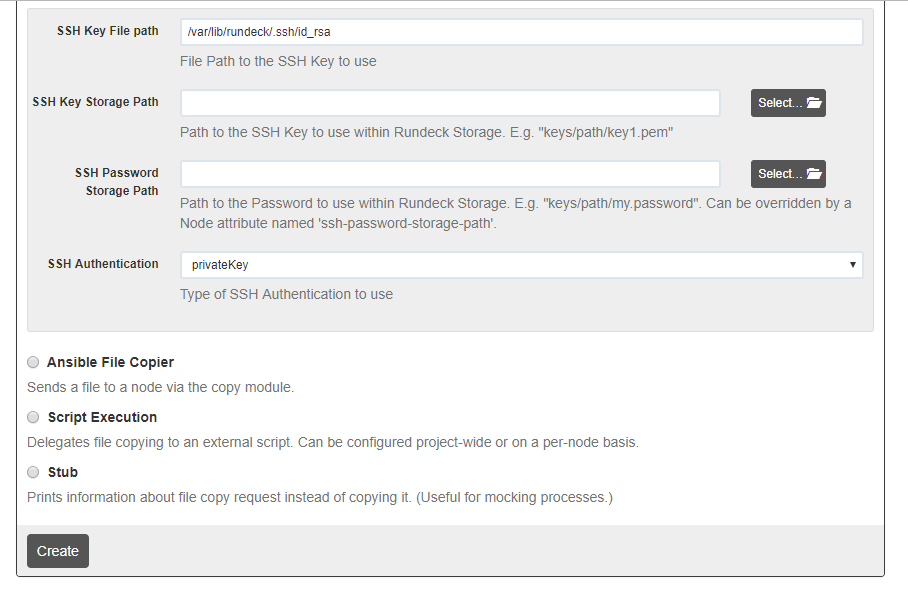 SSH Key File path
/var/lib/rundeck/.ssh/id_rsa
File Path to the SSH Key to use
SSH Key Storage Path
Select...
Path to the SSH Key to use within Rundeck Storage. E.g. "keys/path/key1.pem"
SSH Password
Storage Path
Select...
Path to the Password to use within Rundeck Storage. E.g. "keys/path/my.password". Can be overridden by a
Node attribute named 'ssh-password-storage-path'.
SSH Authentication
privateKey
Type of SSH Authentication to use
Ansible File Copier
Sends a file to a node via the copy module.
Script Execution
Delegates file copying to an external script. Can be configured project-wide or on a per-node basis.
Stub
Prints information about file copy request instead of copying it. (Useful for mocking processes.)
Create